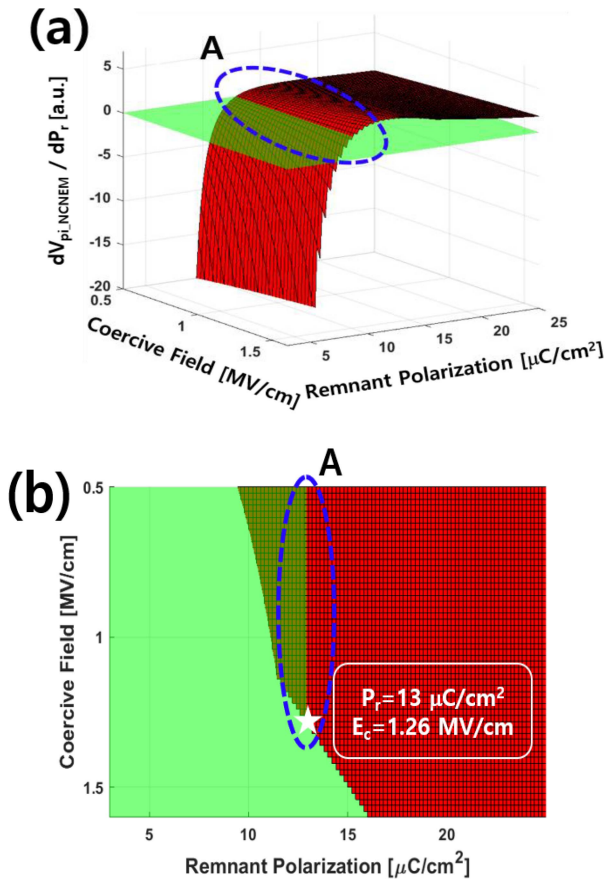 (a)
A
5
0
-5
-10
-15
-20
dV_pi_NCNEM / dP_r [a.u.]
0.5
1
1.5
Coercive Field [MV/cm]
5
10
15
20
25
Remnant Polarization [μC/cm²]
(b)
A
0.5
1
1.5
Coercive Field [MV/cm]
P_r=13 μC/cm²
E_c=1.26 MV/cm
5
10
15
20
Remnant Polarization [μC/cm²]